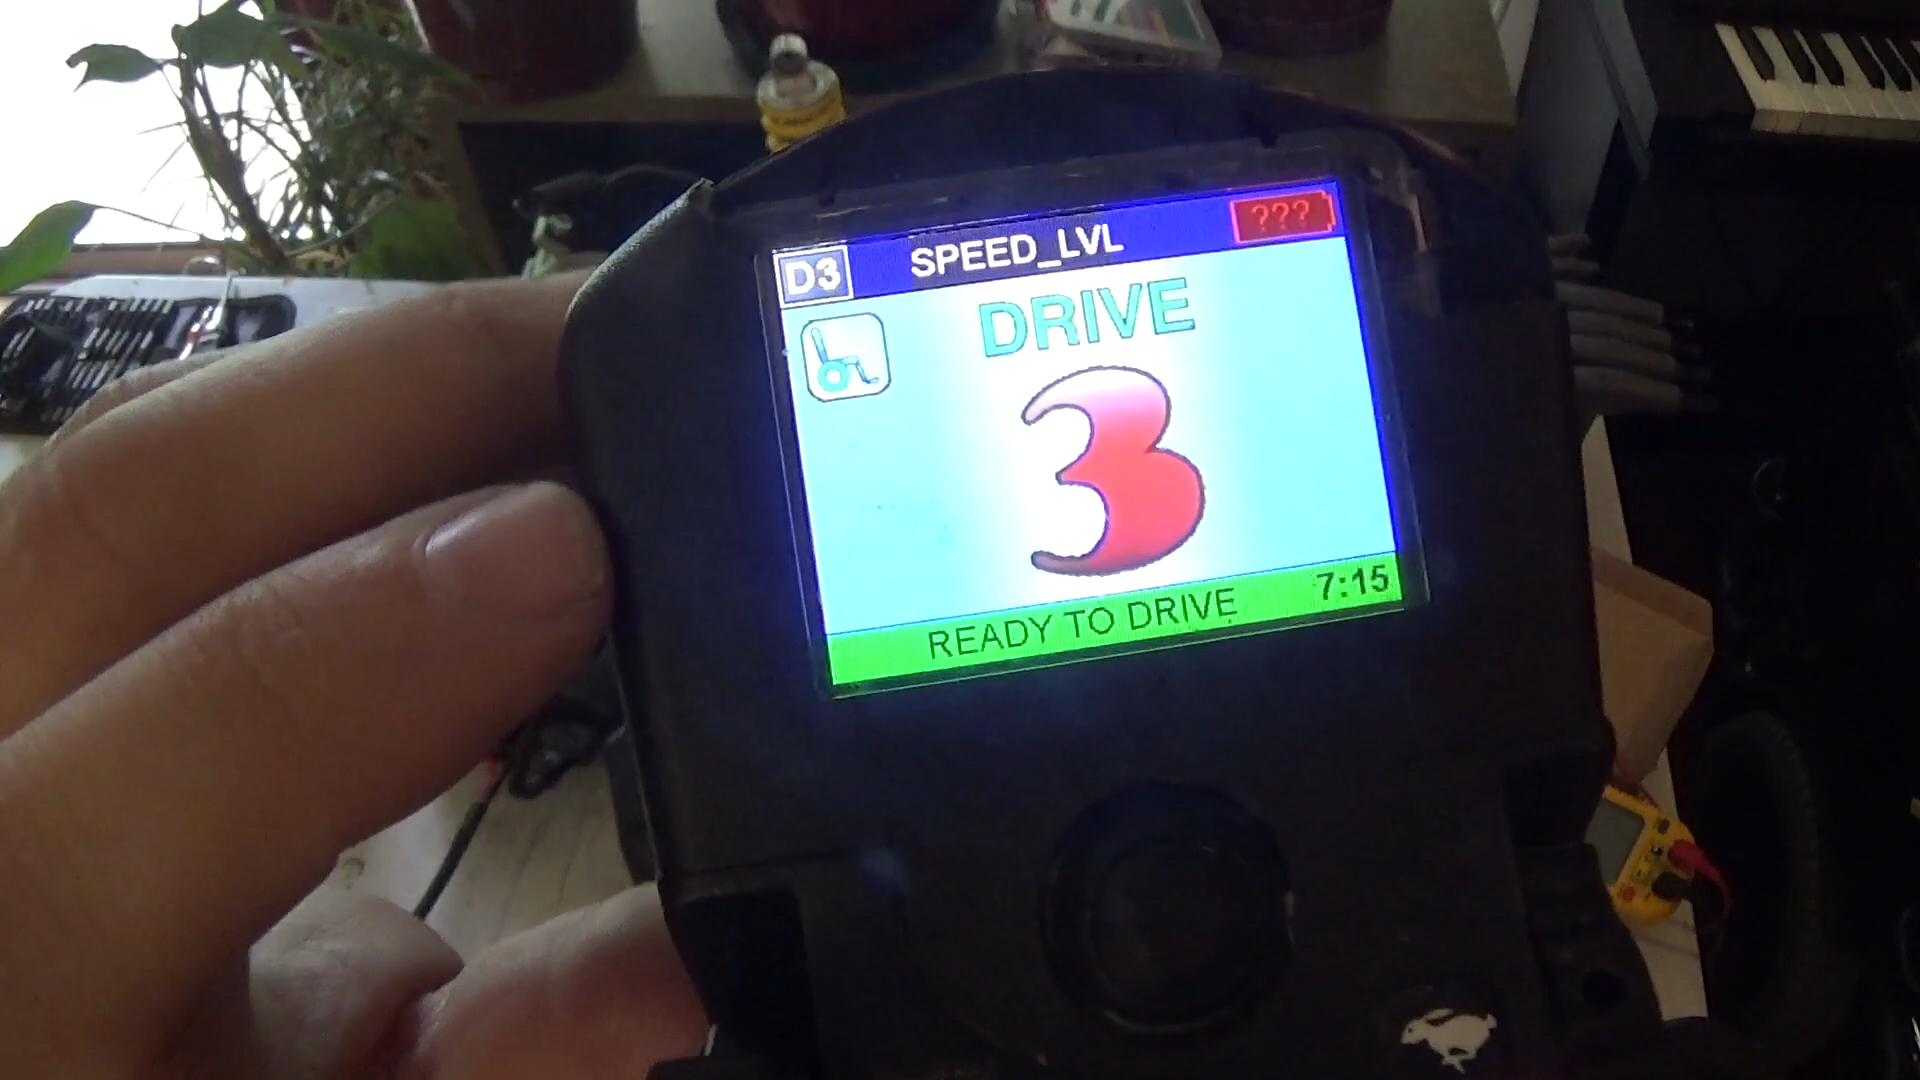 D3 SPEED_LVL ???
DRIVE
3
READY TO DRIVE 7:15